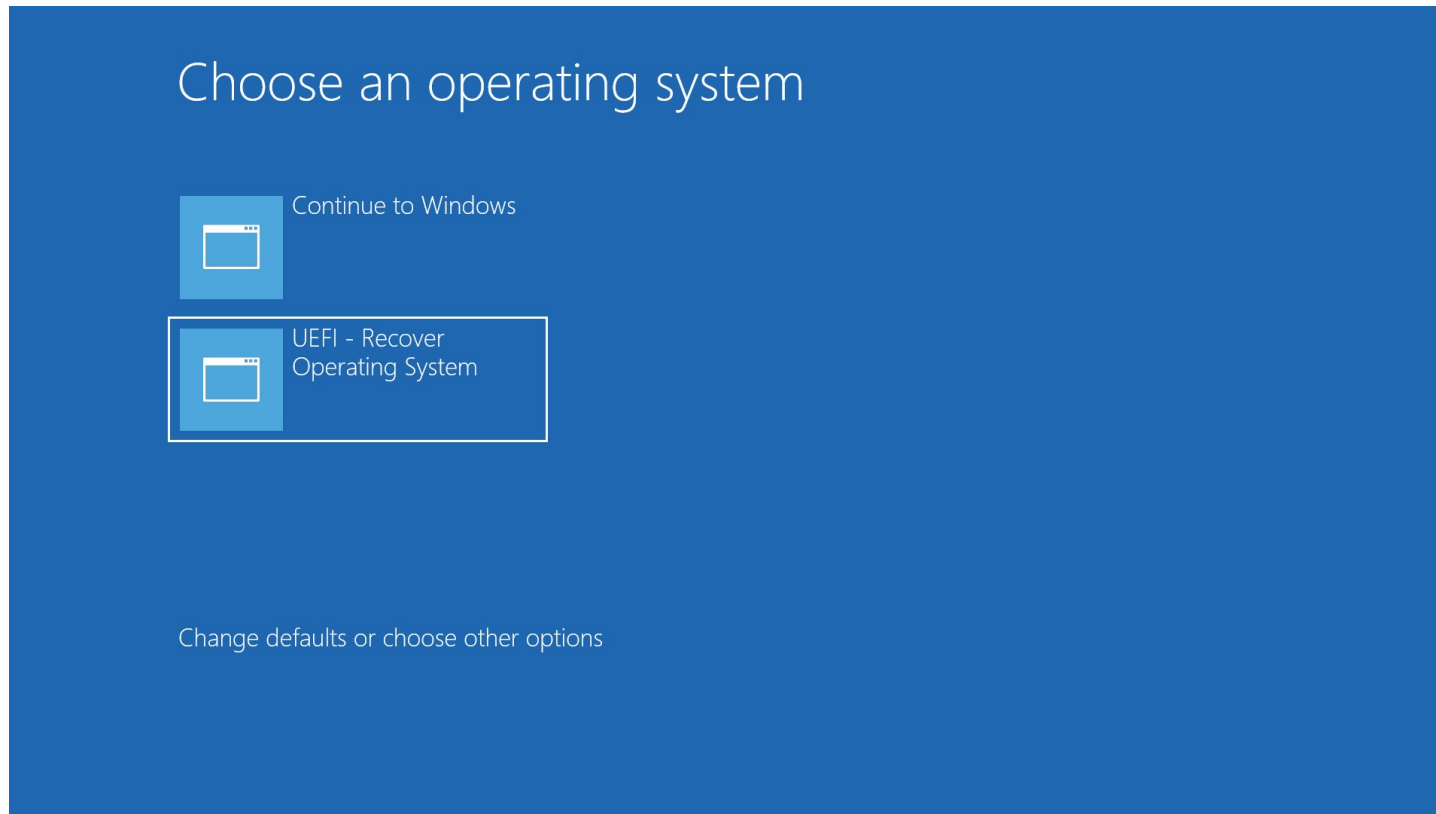 Choose an operating system
Continue to Windows
UEFI - Recover
Operating System
Change defaults or choose other options